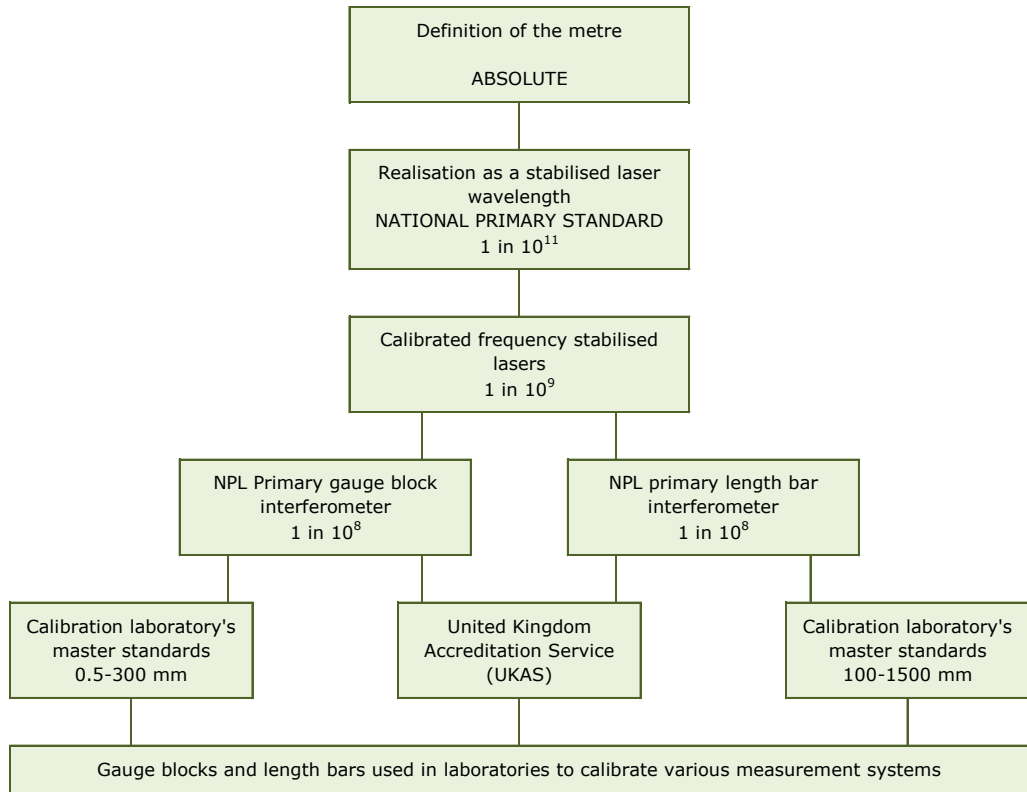 Definition of the metre
ABSOLUTE
Realisation as a stabilised laser
wavelength
NATIONAL PRIMARY STANDARD
1 in 10¹¹
Calibrated frequency stabilised
lasers
1 in 10⁹
NPL Primary gauge block
interferometer
1 in 10⁸
NPL primary length bar
interferometer
1 in 10⁸
Calibration laboratory's
master standards
0.5-300 mm
United Kingdom
Accreditation Service
(UKAS)
Calibration laboratory's
master standards
100-1500 mm
Gauge blocks and length bars used in laboratories to calibrate various measurement systems